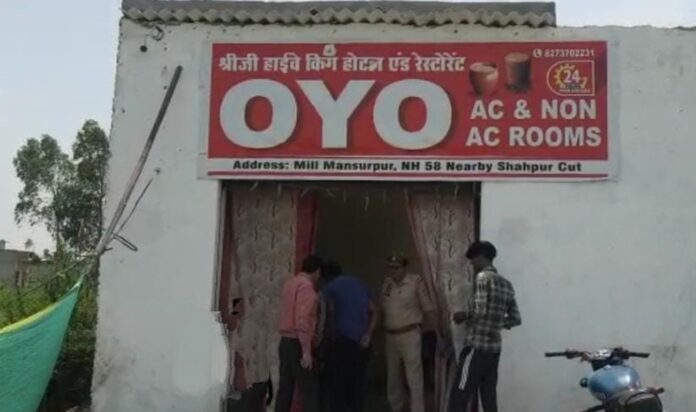 श्रीजी हाईवे किंग होटल एंड रेस्टोरेंट
8273702231
OYO
24
AC & NON
AC ROOMS
Address: Mill Mansurpur, NH 58 Nearby Shahpur Cut